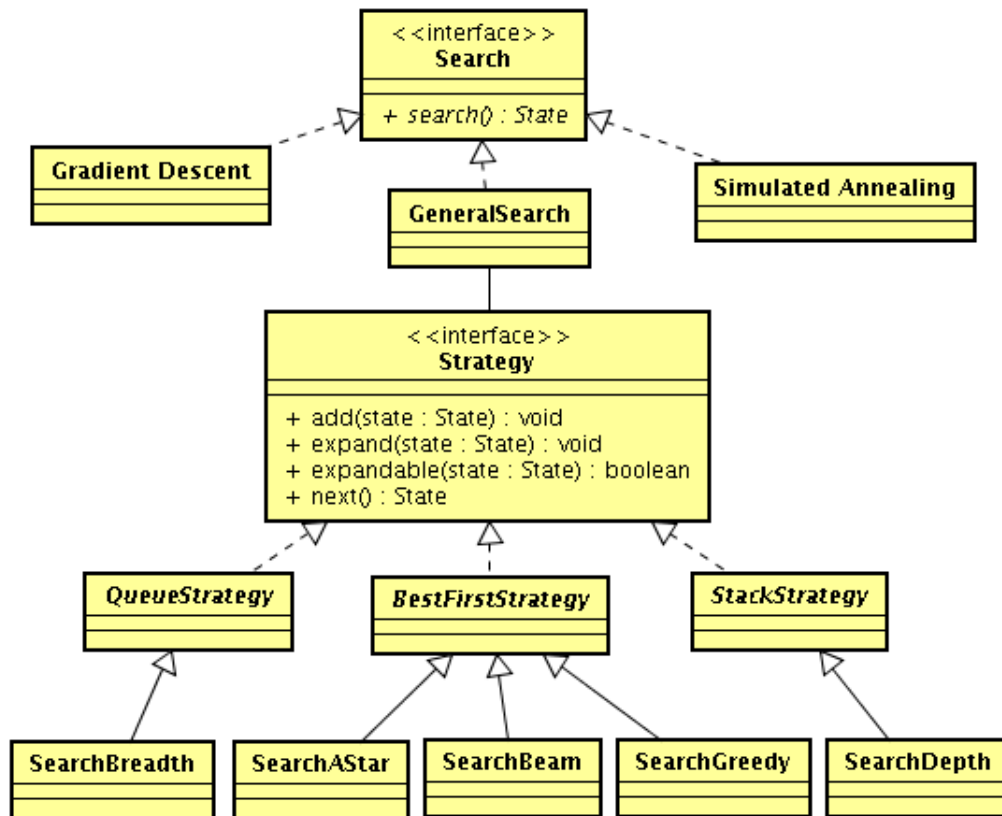 < <interface> >
Search
+ search() : State
Gradient Descent
Simulated Annealing
GeneralSearch
< <interface> >
Strategy
+ add(state : State) : void
+ expand(state : State) : void
+ expandable(state : State) : boolean
+ next() : State
QueueStrategy
BestFirstStrategy
StackStrategy
SearchBreadth
SearchAStar
SearchBeam
SearchGreedy
SearchDepth